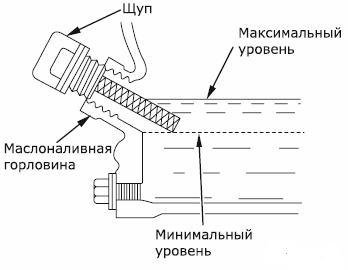 Щуп
Максимальный
уровень
Маслоналивная
горловина
Минимальный
уровень